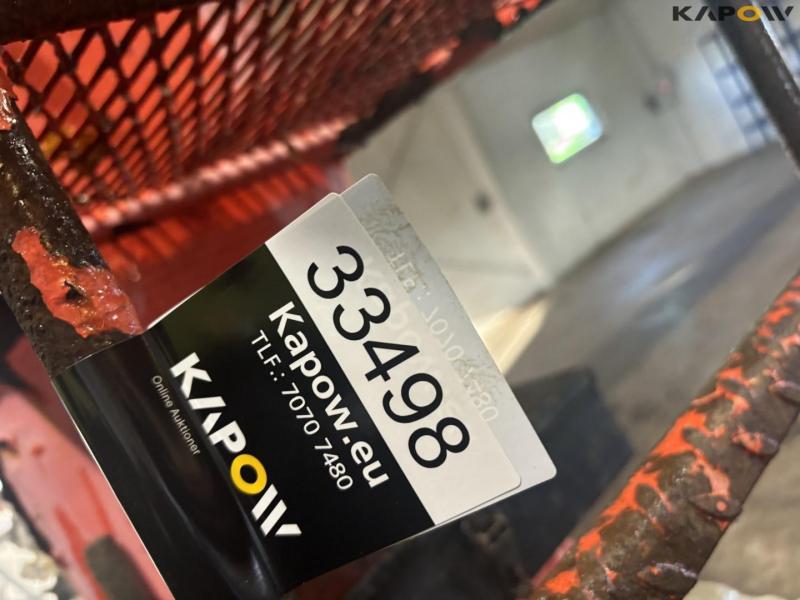 KAPOW
33498
Kapow.eu
TLF.: 7070 7480
KAPOW
Online Auktioner